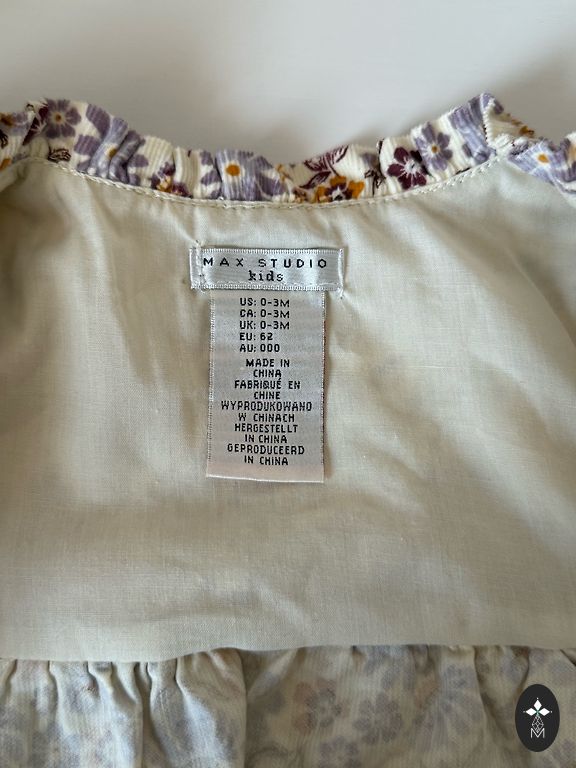 MAX STUDIO
kids
US: 0-3M
CA: 0-3M
UK: 0-3M
EU: 62
AU: 000
MADE IN
CHINA
FABRIQUÉ EN
CHINE
WYPRODUKOWANO
W CHINACH
HERGESTELLT
IN CHINA
GEPRODUCEERD
IN CHINA
M